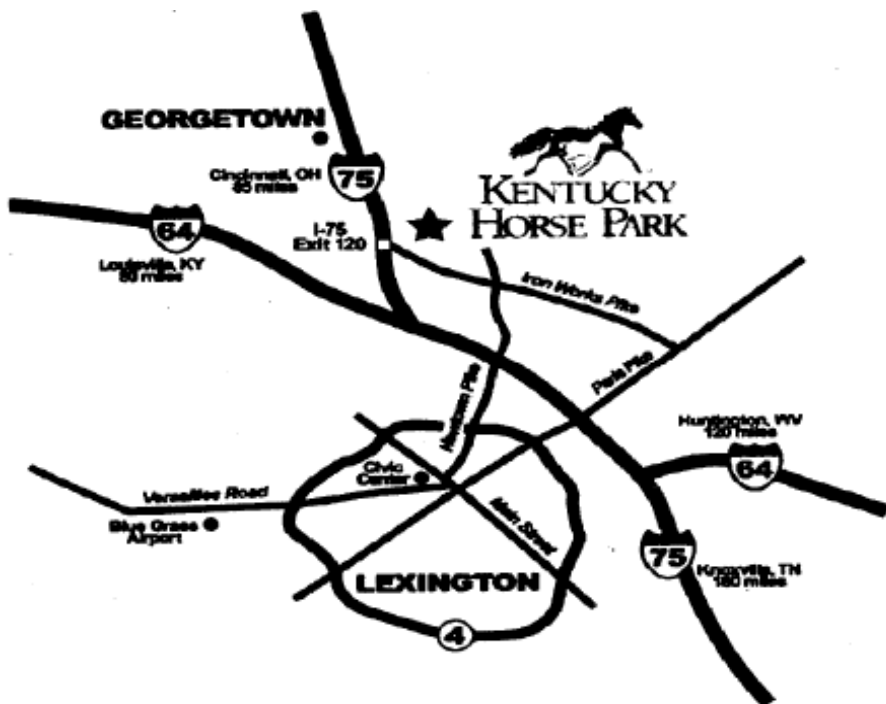 GEORGETOWN
Cincinnati, OH
85 miles
75
KENTUCKY
HORSE PARK
64
I-75
Exit 120
Louisville, KY
80 miles
Iron Works Pike
Paris Pike
Newtown Pike
Huntington, WV
120 miles
64
Civic
Center
Versailles Road
Main Street
Blue Grass
Airport
75
Knoxville, TN
LEXINGTON
4